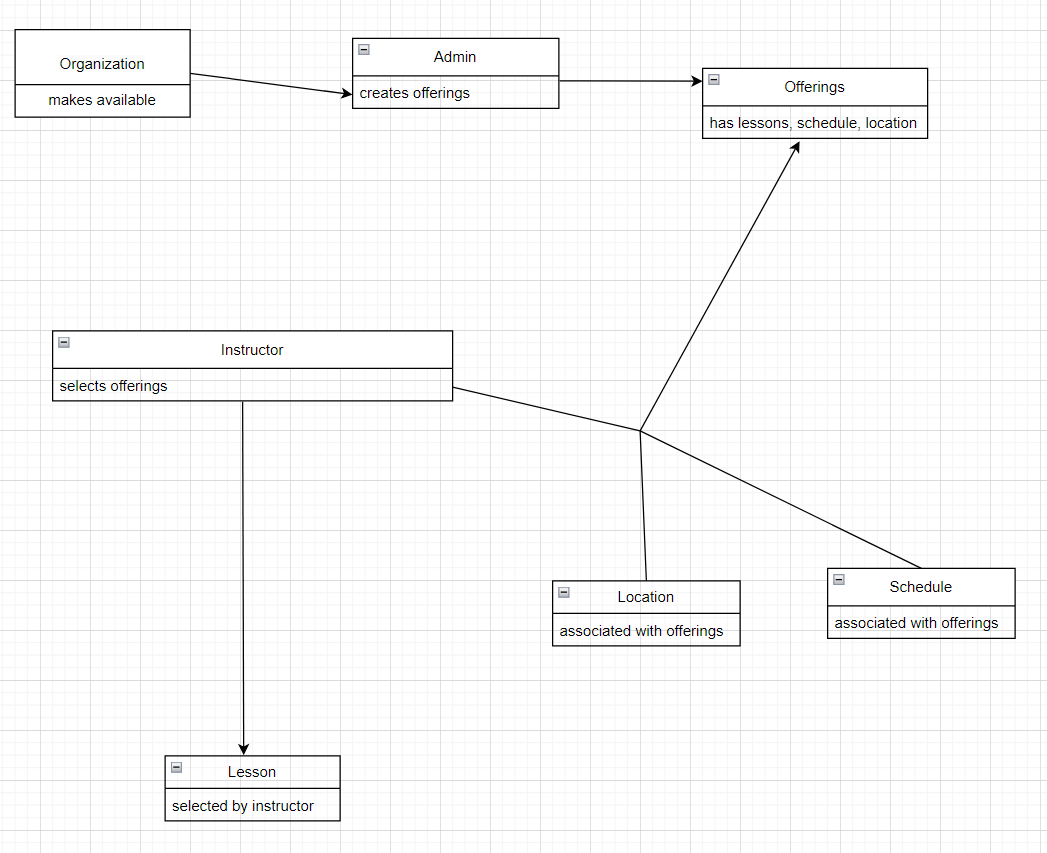 Organization
makes available
Admin
creates offerings
Offerings
has lessons, schedule, location
Instructor
selects offerings
Location
associated with offerings
Schedule
associated with offerings
Lesson
selected by instructor